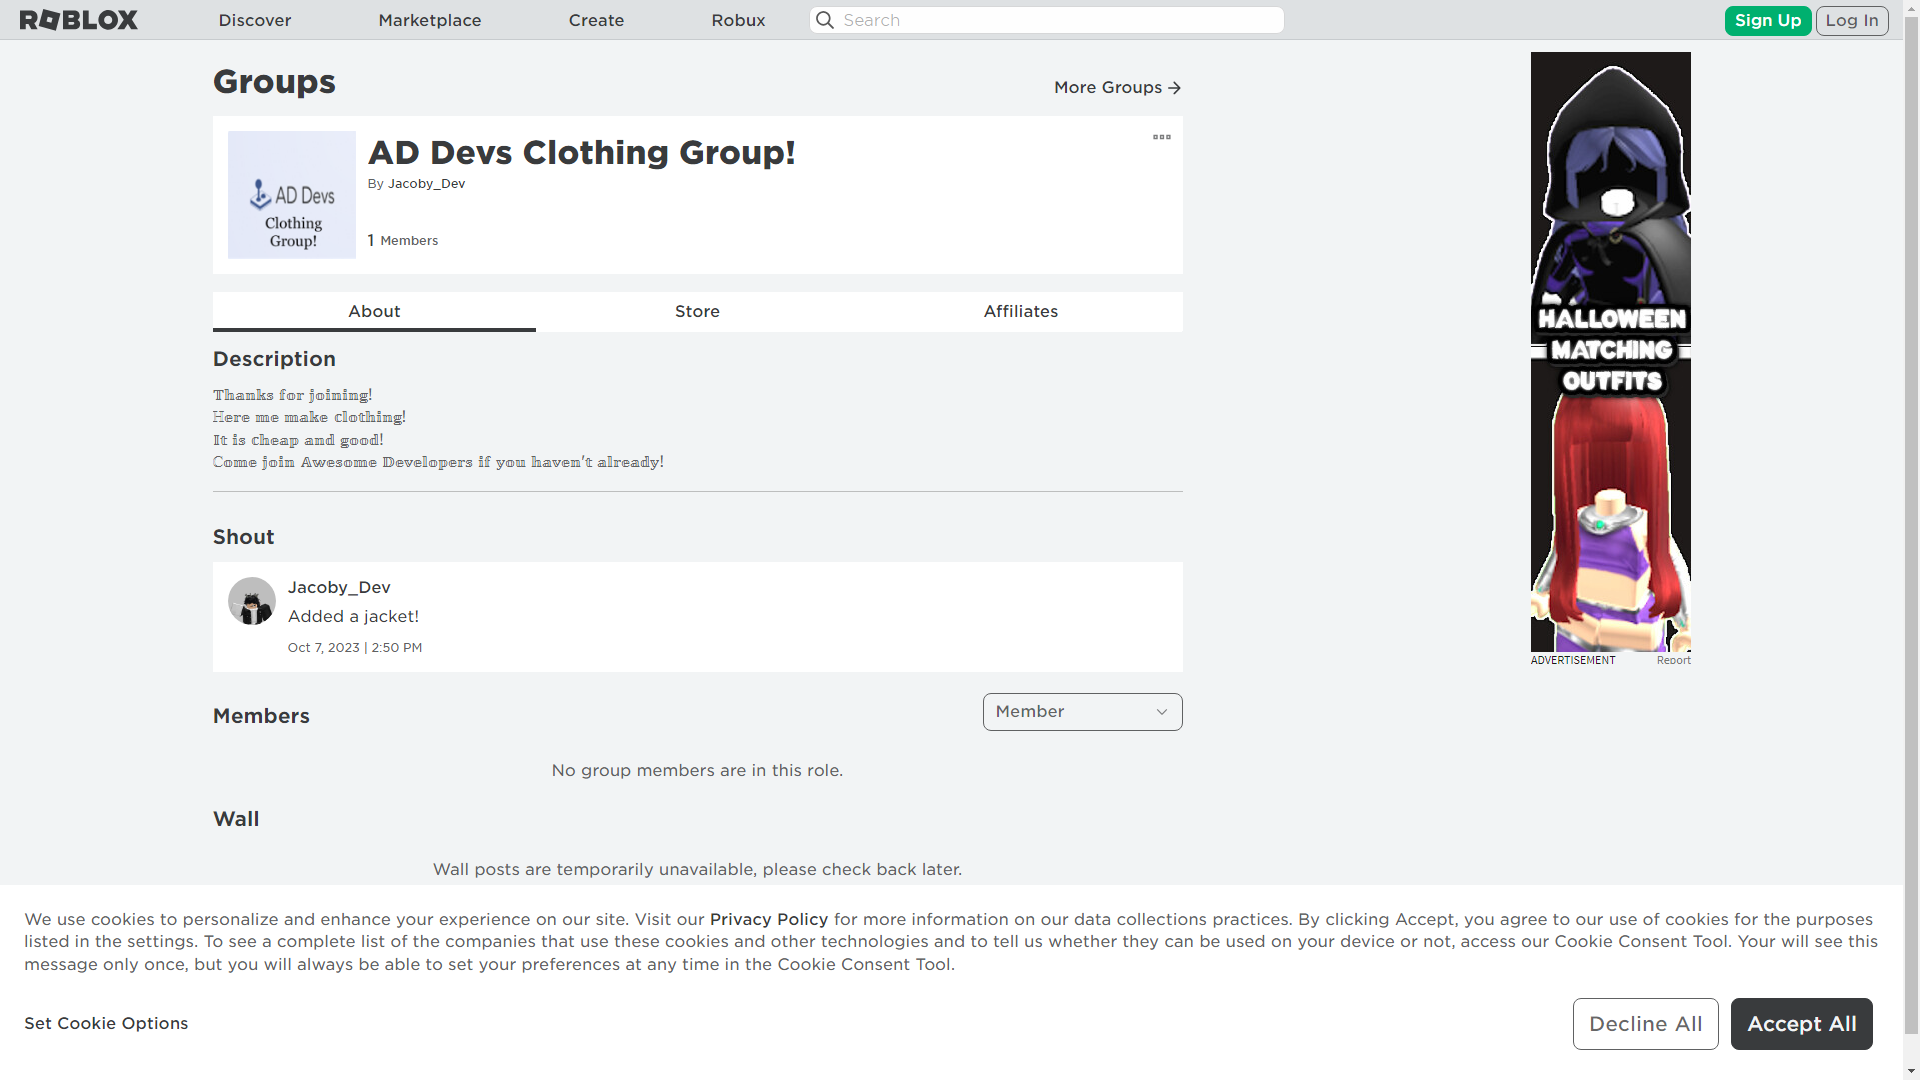 ROBLOX
Discover
Marketplace
Create
Robux
Search
Sign Up
Log In
Groups
More Groups
AD Devs
Clothing
Group!
AD Devs Clothing Group!
By Jacoby_Dev
1 Members
About
Store
Affiliates
Description
𝕋𝕙𝕒𝕟𝕜𝕤 𝕗𝕠𝕣 𝕛𝕠𝕚𝕟𝕚𝕟𝕘!
ℍ𝕖𝕣𝕖 𝕞𝕖 𝕞𝕒𝕜𝕖 𝕔𝕝𝕠𝕥𝕙𝕚𝕟𝕘!
𝕀𝕥 𝕚𝕤 𝕔𝕙𝕖𝕒𝕡 𝕒𝕟𝕕 𝕘𝕠𝕠𝕕!
ℂ𝕠𝕞𝕖 𝕛𝕠𝕚𝕟 𝔸𝕨𝕖𝕤𝕠𝕞𝕖 𝔻𝕖𝕧𝕖𝕝𝕠𝕡𝕖𝕣𝕤 𝕚𝕗 𝕪𝕠𝕦 𝕙𝕒𝕧𝕖𝕟'𝕥 𝕒𝕝𝕣𝕖𝕒𝕕𝕪!
Shout
Jacoby_Dev
Added a jacket!
Oct 7, 2023 | 2:50 PM
Members
Member
No group members are in this role.
Wall
Wall posts are temporarily unavailable, please check back later.
HALLOWEEN
MATCHING
OUTFITS
ADVERTISEMENT
Report
We use cookies to personalize and enhance your experience on our site. Visit our Privacy Policy for more information on our data collections practices. By clicking Accept, you agree to our use of cookies for the purposes
listed in the settings. To see a complete list of the companies that use these cookies and other technologies and to tell us whether they can be used on your device or not, access our Cookie Consent Tool. Your will see this
message only once, but you will always be able to set your preferences at any time in the Cookie Consent Tool.
Set Cookie Options
Decline All
Accept All